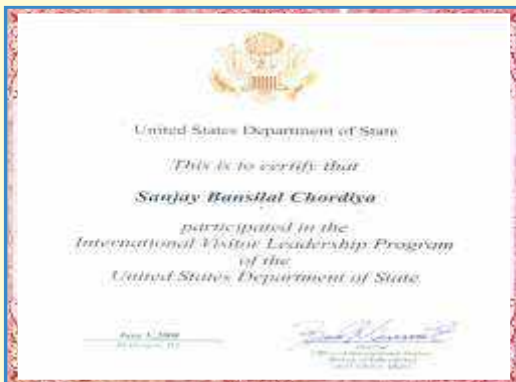 United States Department of State
This is to certify that
Sanjay Bansilal Chordiya
participated in the
International Visitor Leadership Program
of the
United States Department of State
Director